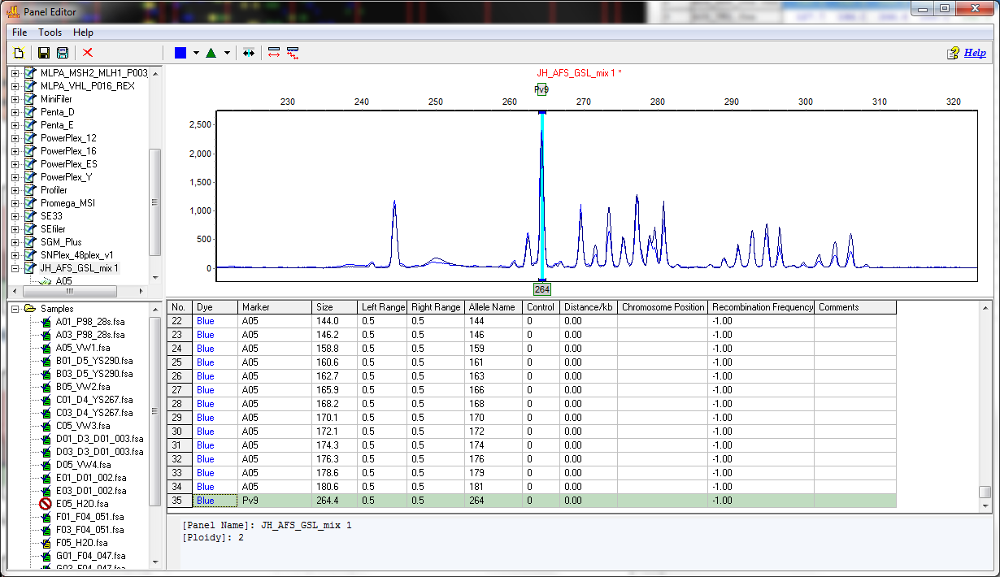 Panel Editor
File Tools Help
Help
MLPA_MSH2_MLH1_P003
MLPA_VHL_P016_REX
MiniFiler
Penta_D
Penta_E
PowerPlex_12
PowerPlex_16
PowerPlex_ES
PowerPlex_Y
Profiler
Promega_MSI
SE33
SEfiler
SGM_Plus
SNPlex_48plex_v1
JH_AFS_GSL_mix 1
A05
JH_AFS_GSL_mix 1 *
Pv9
230 240 250 260 270 280 290 300 310 320
2,500
2,000
1,500
1,000
500
0
264
Samples
A01_P98_28s.fsa
A03_P98_28s.fsa
A05_VW1.fsa
B01_D5_YS290.fsa
B03_D5_YS290.fsa
B05_VW2.fsa
C01_D4_YS267.fsa
C03_D4_YS267.fsa
C05_VW3.fsa
D01_D3_D01_003.fsa
D03_D3_D01_003.fsa
D05_VW4.fsa
E01_D01_002.fsa
E03_D01_002.fsa
E05_H2O.fsa
F01_F04_051.fsa
F03_F04_051.fsa
F05_H2O.fsa
G01_F04_047.fsa
G03_F04_047.fsa
No. Dye Marker Size Left Range Right Range Allele Name Control Distance/kb Chromosome Position Recombination Frequency Comments
22 Blue A05 144.0 0.5 0.5 144 0 0.00 -1.00
23 Blue A05 146.2 0.5 0.5 146 0 0.00 -1.00
24 Blue A05 158.8 0.5 0.5 159 0 0.00 -1.00
25 Blue A05 160.6 0.5 0.5 161 0 0.00 -1.00
26 Blue A05 162.7 0.5 0.5 163 0 0.00 -1.00
27 Blue A05 165.9 0.5 0.5 166 0 0.00 -1.00
28 Blue A05 168.2 0.5 0.5 168 0 0.00 -1.00
29 Blue A05 170.1 0.5 0.5 170 0 0.00 -1.00
30 Blue A05 172.1 0.5 0.5 172 0 0.00 -1.00
31 Blue A05 174.3 0.5 0.5 174 0 0.00 -1.00
32 Blue A05 176.3 0.5 0.5 176 0 0.00 -1.00
33 Blue A05 178.6 0.5 0.5 179 0 0.00 -1.00
34 Blue A05 180.6 0.5 0.5 181 0 0.00 -1.00
35 Blue Pv9 264.4 0.5 0.5 264 0 0.00 -1.00
[Panel Name]: JH_AFS_GSL_mix 1
[Ploidy]: 2